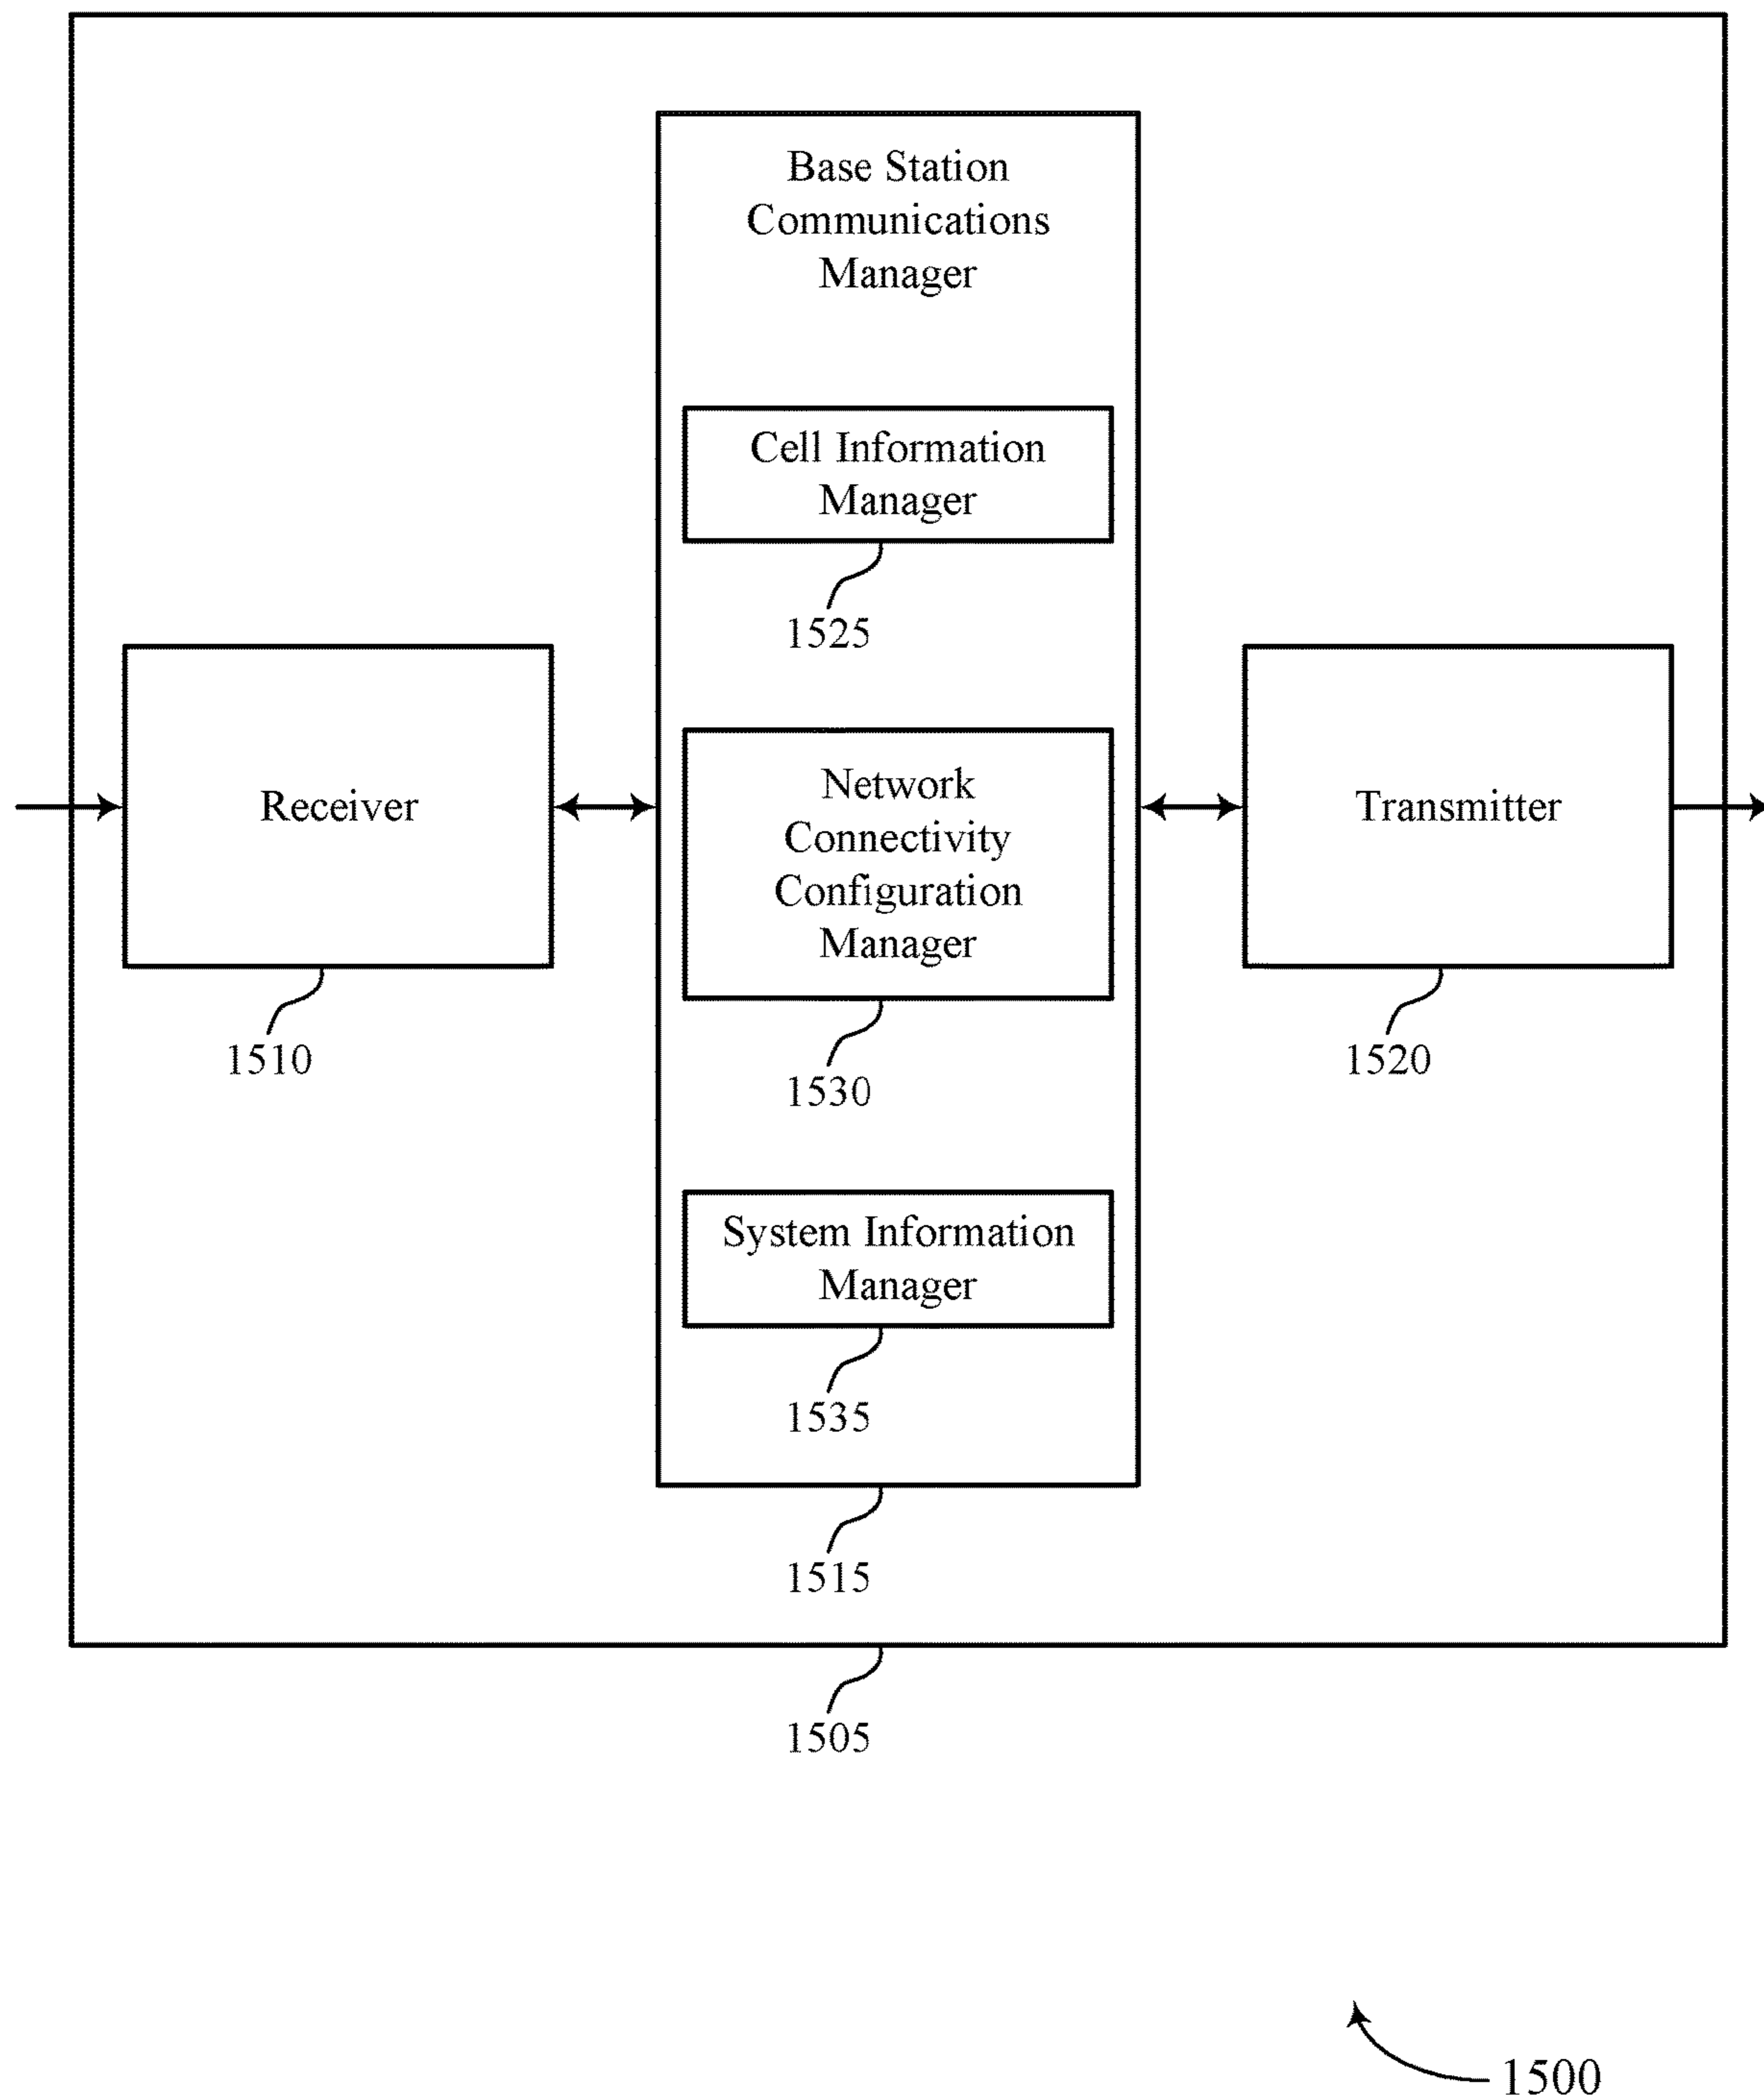 Base Station
Communications
Manager
Cell Information
Manager
1525
Receiver
1510
Network
Connectivity
Configuration
Manager
1530
Transmitter
1520
System Information
Manager
1535
1515
1505
1500